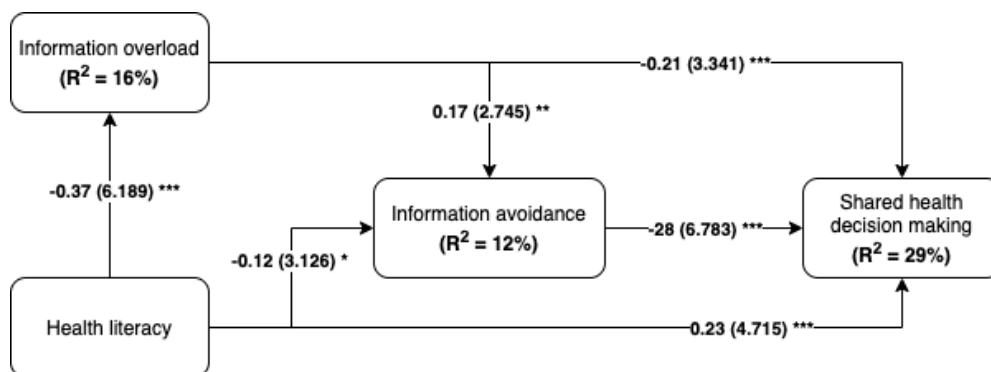 Information overload
(R² = 16%)
-0.21 (3.341) ***
0.17 (2.745) **
-0.37 (6.189) ***
Information avoidance
(R² = 12%)
-28 (6.783) ***
Shared health
decision making
(R² = 29%)
-0.12 (3.126) *
Health literacy
0.23 (4.715) ***